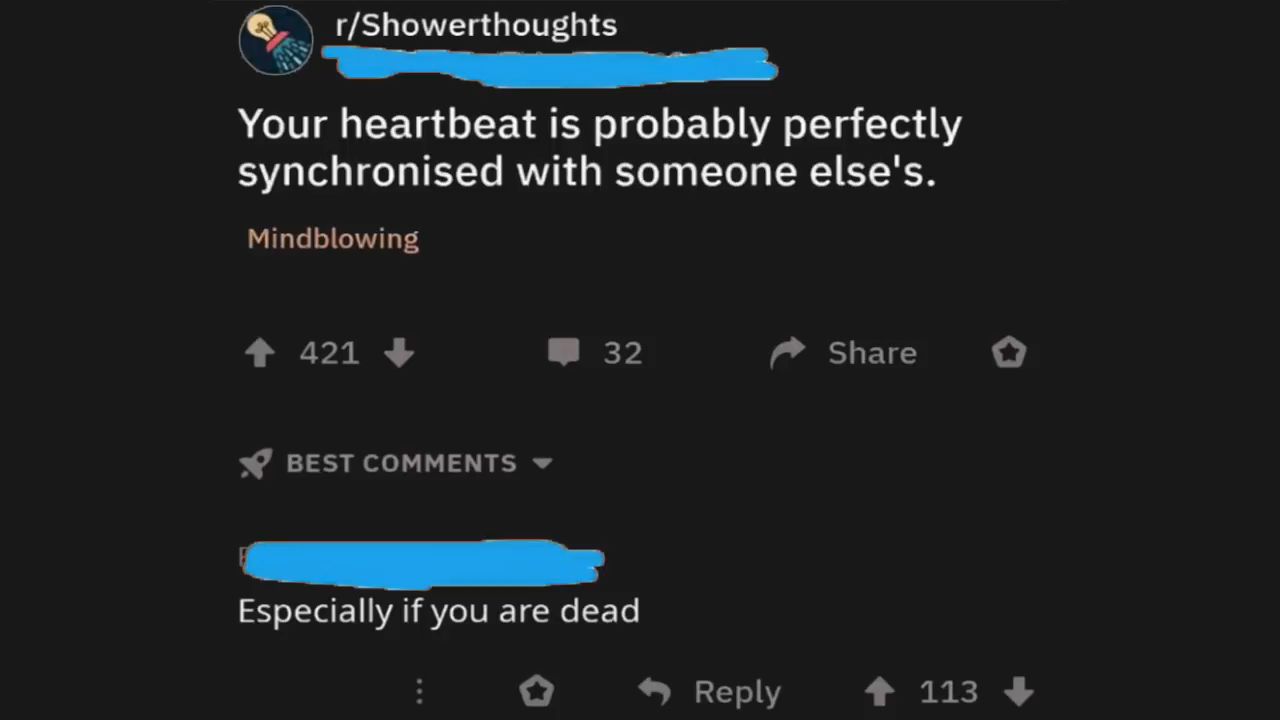 r/Showerthoughts
Your heartbeat is probably perfectly
synchronised with someone else's.
Mindblowing
421
32
Share
BEST COMMENTS
Especially if you are dead
Reply
113